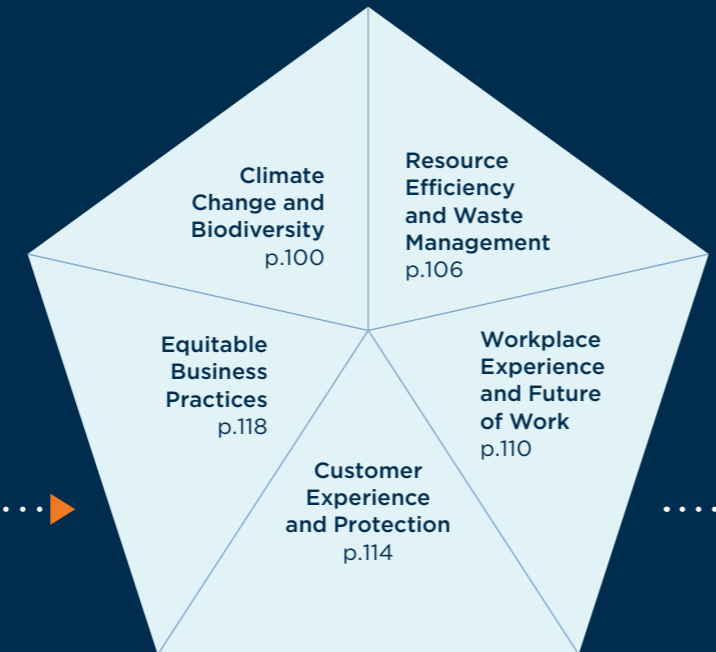 Climate
Change and
Biodiversity
p.100
Resource
Efficiency
and Waste
Management
p.106
Workplace
Experience
and Future
of Work
p.110
Customer
Experience
and Protection
p.114
Equitable
Business
Practices
p.118